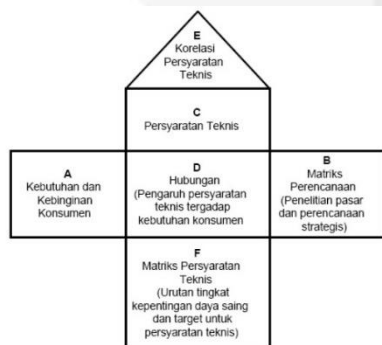 E
Korelasi
Persyaratan
Teknis
C
Persyaratan Teknis
A
Kebutuhan dan
Kebinginan
Konsumen
D
Hubungan
(Pengaruh persyaratan
teknis tergadap
kebutuhan konsumen
B
Matriks
Perencanaan
(Penelitian pasar
dan perencanaan
strategis)
F
Matriks Persyaratan
Teknis
(Urutan tingkat
kepentingan daya saing
dan target untuk
persyaratan teknis)